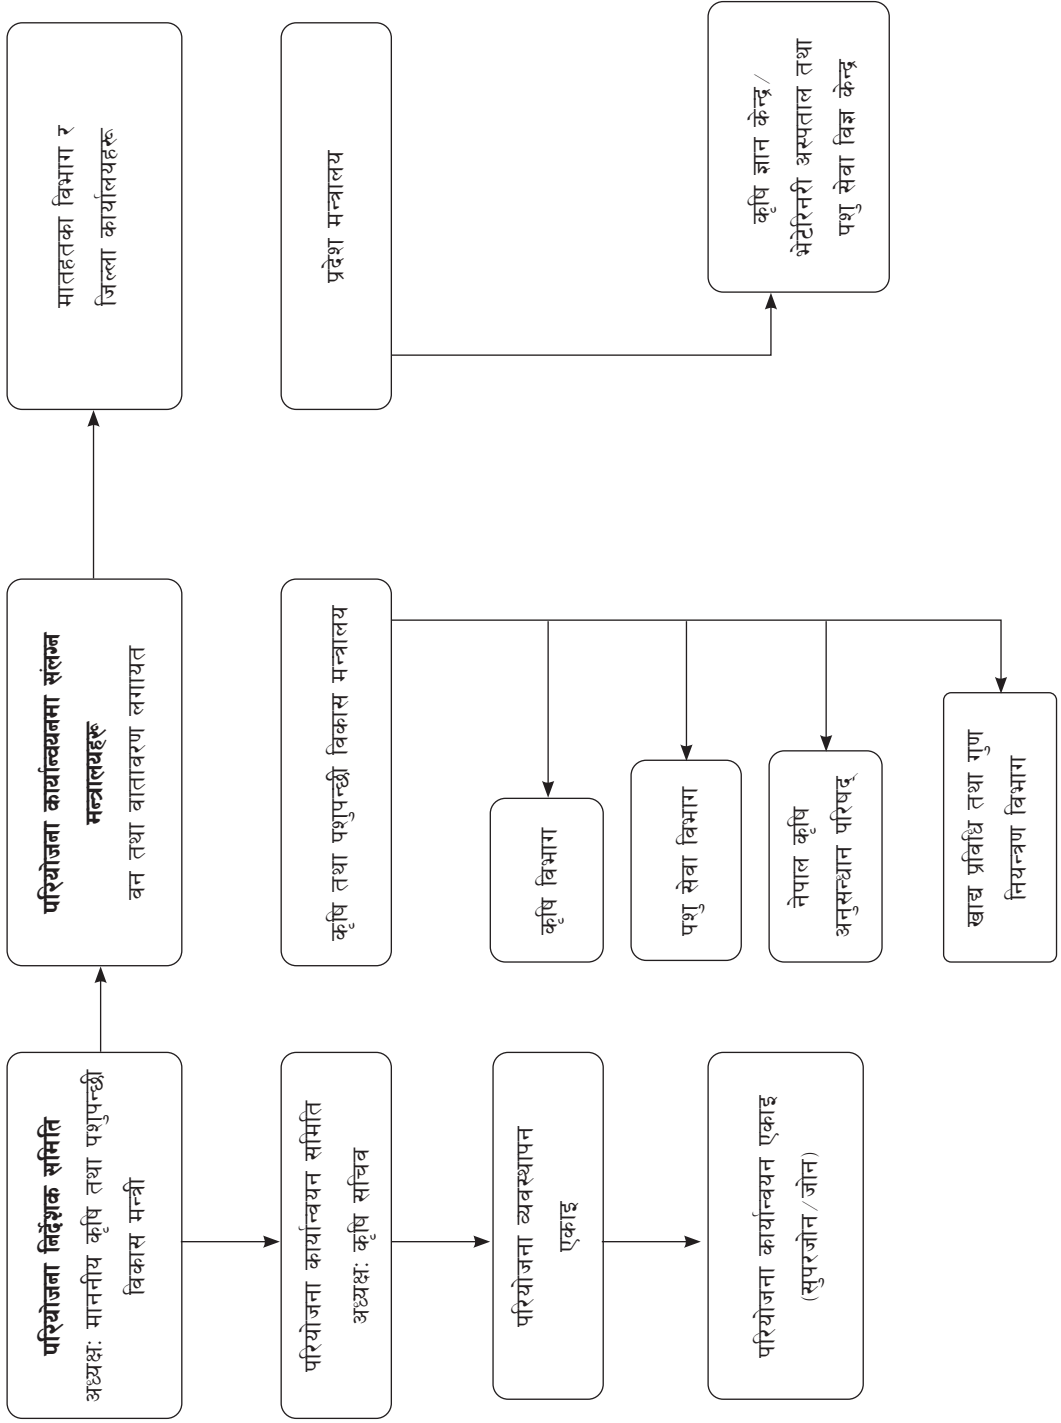 परियोजना निर्देशक समिति
अध्यक्ष: माननीय कृषि तथा पशुपन्छी
विकास मन्त्री
परियोजना कार्यान्वयनमा संलग्न
मन्त्रालयहरू
वन तथा वातावरण लगायत
मातहतका विभाग र
जिल्ला कार्यालयहरू
परियोजना कार्यान्वयन समिति
अध्यक्ष: कृषि सचिव
कृषि तथा पशुपन्छी विकास मन्त्रालय
प्रदेश मन्त्रालय
परियोजना व्यवस्थापन
एकाइ
कृषि विभाग
पशु सेवा विभाग
नेपाल कृषि
अनुसन्धान परिषद्
खाद्य प्रविधि तथा गुण
नियन्त्रण विभाग
परियोजना कार्यान्वयन एकाइ
(सुपरजोन/जोन)
कृषि ज्ञान केन्द्र/
भेटेरिनरी अस्पताल तथा
पशु सेवा विज्ञ केन्द्र